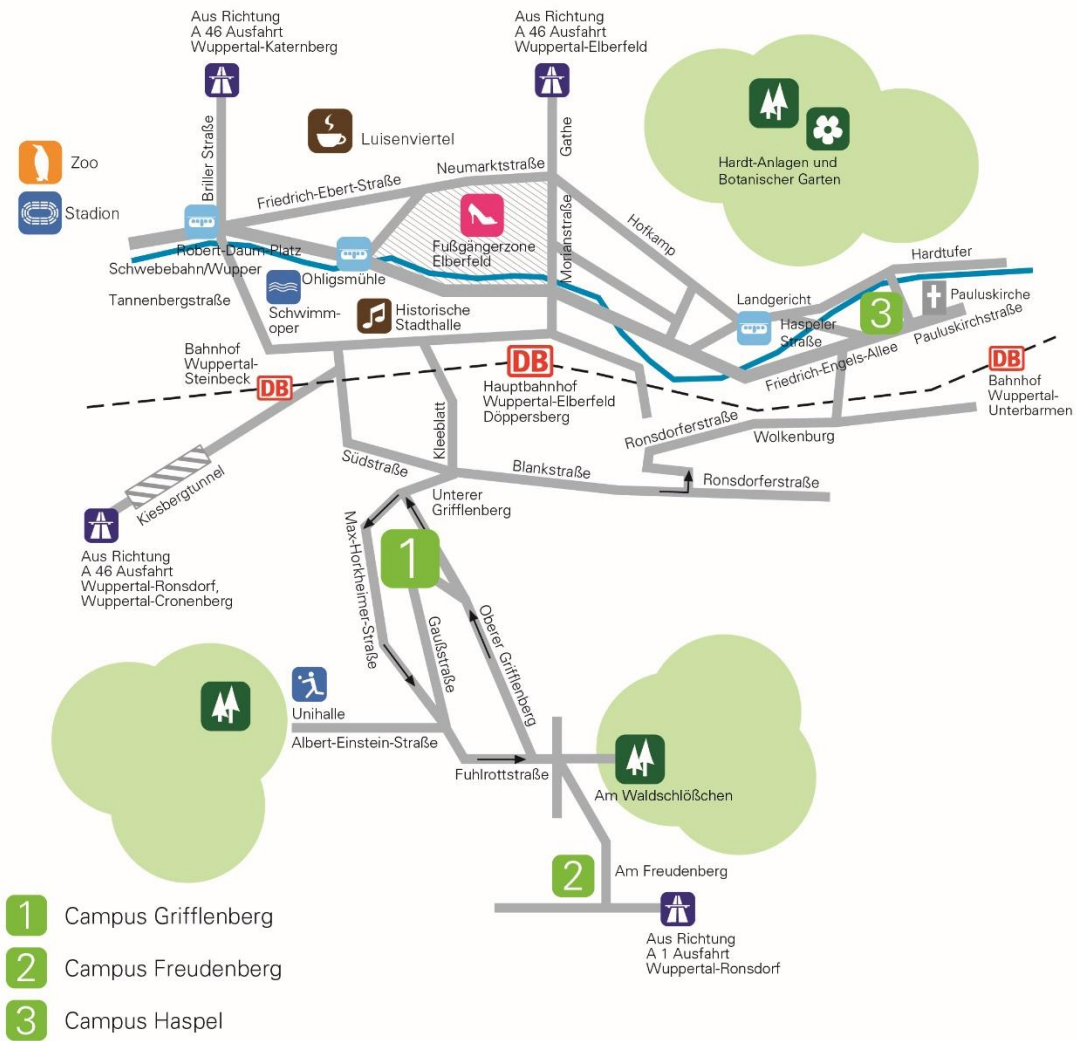 Aus Richtung
A 46 Ausfahrt
Wuppertal-Katernberg
Aus Richtung
A 46 Ausfahrt
Wuppertal-Elberfeld
Briller Straße
Luisenviertel
Gathe
Zoo
Stadion
Friedrich-Ebert-Straße
Neumarktstraße
Hardt-Anlagen und
Botanischer Garten
Fußgängerzone
Elberfeld
Morianstraße
Hofkamp
Robert-Daum-Platz
Schwebebahn/Wupper
Ohligsmühle
Hardtufer
Tannenbergstraße
Schwimm-
oper
Historische
Stadthalle
Landgericht
Haspeler
Straße
3
Pauluskirche
Pauluskirchstraße
Friedrich-Engels-Allee
Bahnhof
Wuppertal-
Steinbeck
DB
DB
Hauptbahnhof
Wuppertal-Elberfeld
Döppersberg
DB
Bahnhof
Wuppertal-
Unterbarmen
Kleeblatt
Ronsdorferstraße
Wolkenburg
Südstraße
Blankstraße
Ronsdorferstraße
Kiesbergtunnel
Unterer
Grifflenberg
Aus Richtung
A 46 Ausfahrt
Wuppertal-Ronsdorf,
Wuppertal-Cronenberg
1
Max-Horkheimer-Straße
Gaußstraße
Oberer Grifflenberg
Unihalle
Albert-Einstein-Straße
Fuhlrottstraße
Am Waldschlößchen
2
Am Freudenberg
Aus Richtung
A 1 Ausfahrt
Wuppertal-Ronsdorf
1 Campus Grifflenberg
2 Campus Freudenberg
3 Campus Haspel